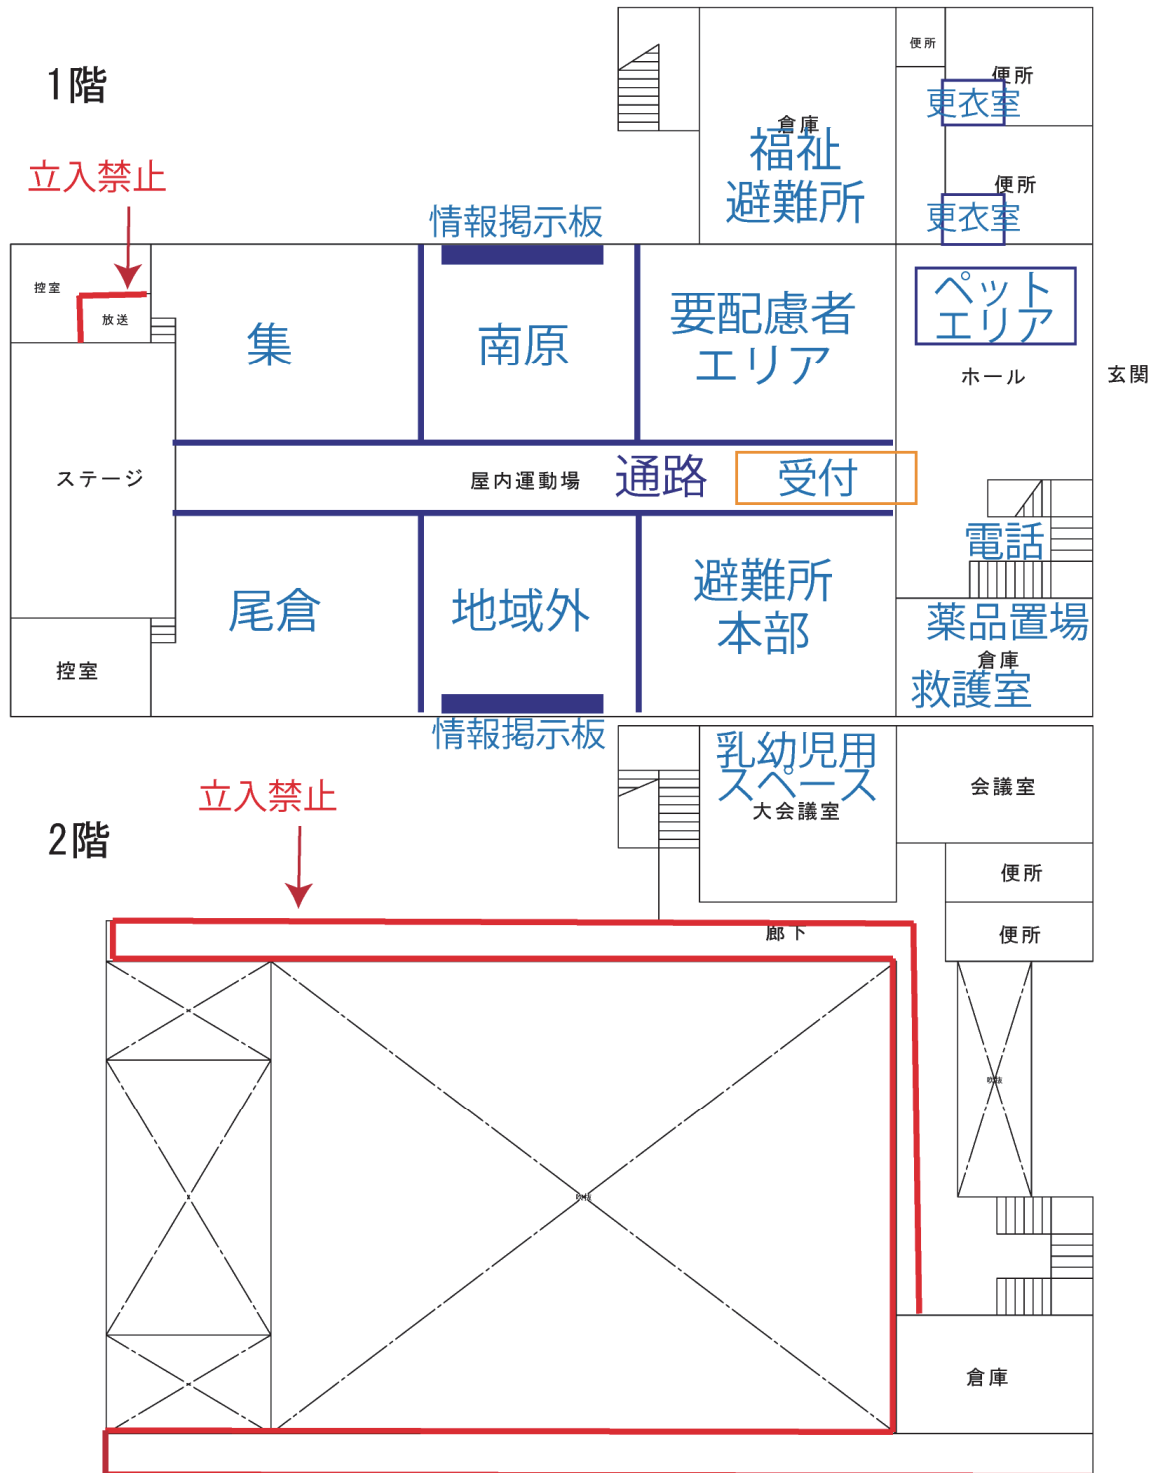 1階
便所
便所
更衣室
倉庫
福祉
避難所
立入禁止
便所
更衣室
情報掲示板
控室
放送
集
南原
要配慮者
エリア
ペット
エリア
ホール
玄関
ステージ
屋内運動場
通路
受付
電話
尾倉
地域外
避難所
本部
薬品置場
倉庫
救護室
控室
情報掲示板
乳幼児用
スペース
大会議室
会議室
立入禁止
2階
便所
廊下
便所
吹抜
吹抜
倉庫